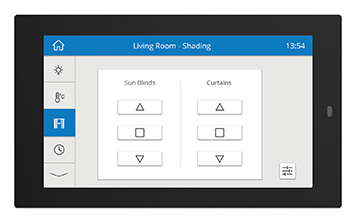 Living Room - Shading
13:54
Sun Blinds
Curtains
°C